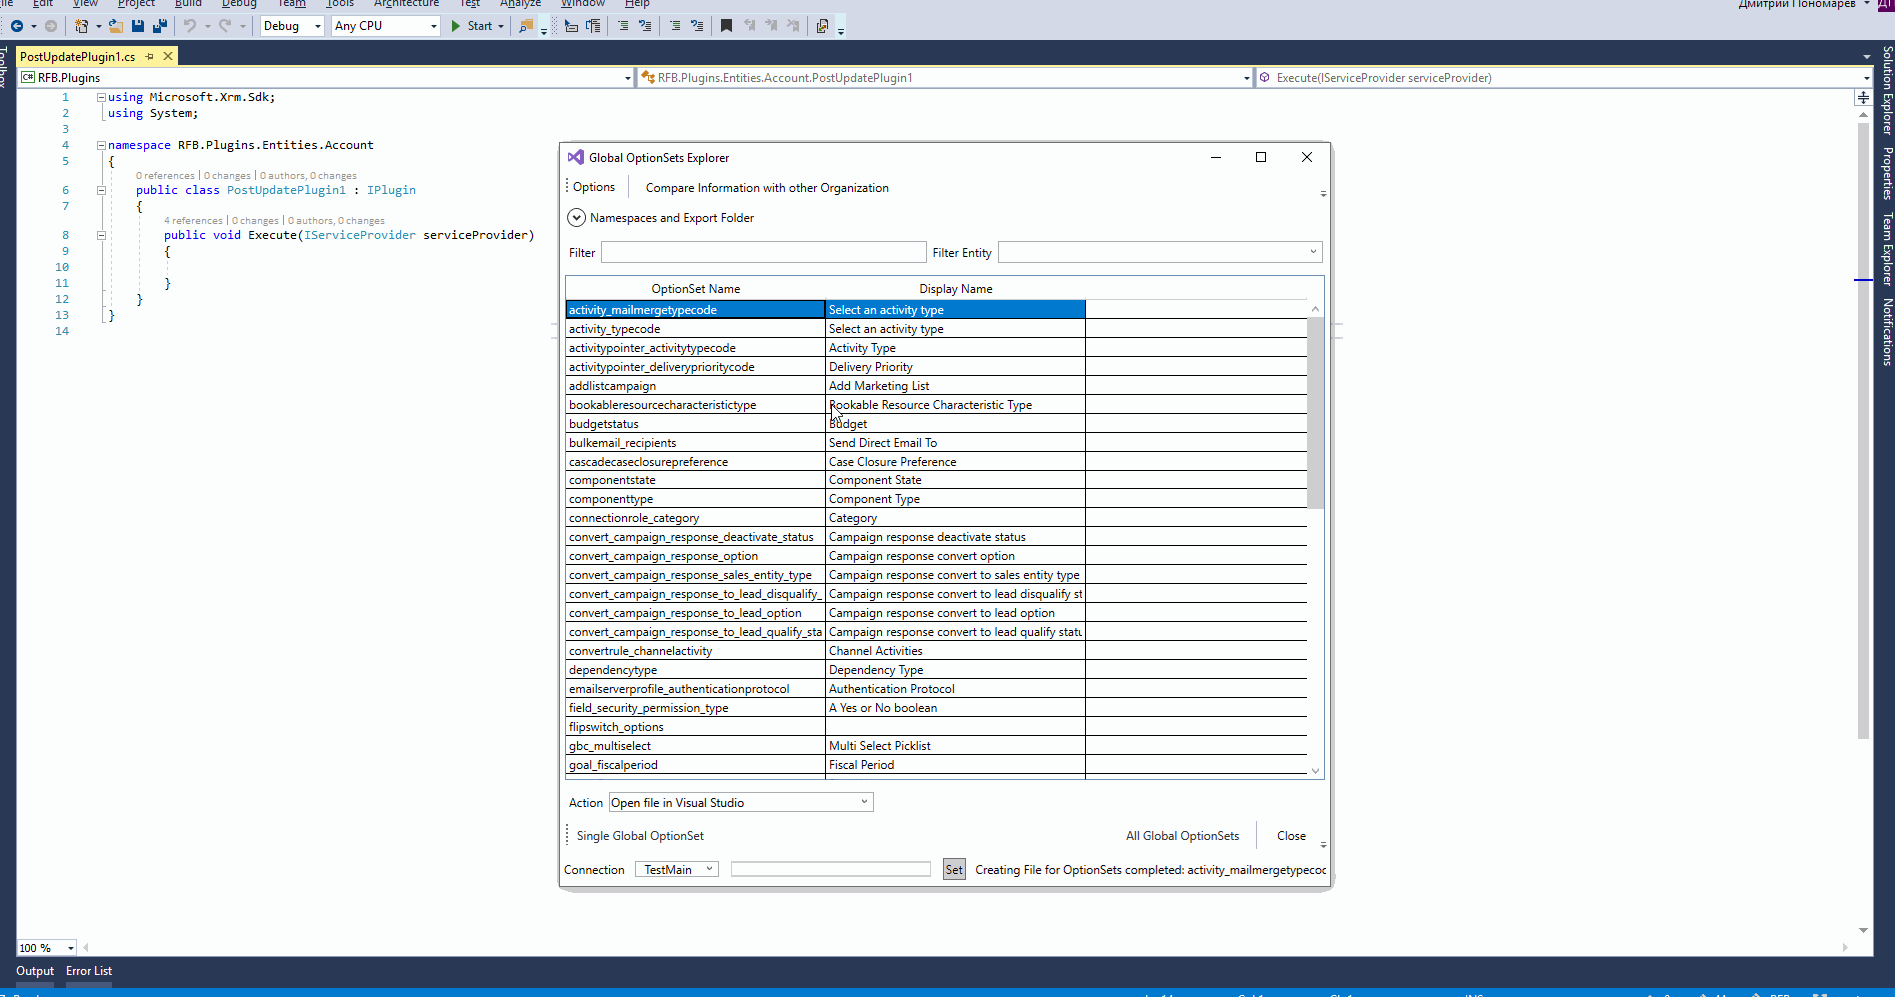 File Edit View Project Build Debug Team Tools Architecture Test Analyze Window Help
Дмитрий Пономарев ДП
Debug Any CPU Start
PostUpdatePlugin1.cs
RFB.Plugins RFB.Plugins.Entities.Account.PostUpdatePlugin1 Execute(IServiceProvider serviceProvider)
1 using Microsoft.Xrm.Sdk;
2 using System;
3
4 namespace RFB.Plugins.Entities.Account
5 {
0 references | 0 changes | 0 authors, 0 changes
6 public class PostUpdatePlugin1 : IPlugin
7 {
4 references | 0 changes | 0 authors, 0 changes
8 public void Execute(IServiceProvider serviceProvider)
9 {
10
11 }
12 }
13 }
14
Toolbox
Solution Explorer
Properties
Team Explorer
Notifications
Global OptionSets Explorer
Options Compare Information with other Organization
Namespaces and Export Folder
Filter Filter Entity
OptionSet Name Display Name
activity_mailmergetypecode Select an activity type
activity_typecode Select an activity type
activitypointer_activitytypecode Activity Type
activitypointer_deliveryprioritycode Delivery Priority
addlistcampaign Add Marketing List
bookableresourcecharacteristictype Bookable Resource Characteristic Type
budgetstatus Budget
bulkemail_recipients Send Direct Email To
cascadecaseclosurepreference Case Closure Preference
componentstate Component State
componenttype Component Type
connectionrole_category Category
convert_campaign_response_deactivate_status Campaign response deactivate status
convert_campaign_response_option Campaign response convert option
convert_campaign_response_sales_entity_type Campaign response convert to sales entity type
convert_campaign_response_to_lead_disqualify_ Campaign response convert to lead disqualify st
convert_campaign_response_to_lead_option Campaign response convert to lead option
convert_campaign_response_to_lead_qualify_sta Campaign response convert to lead qualify statu
convertrule_channelactivity Channel Activities
dependencytype Dependency Type
emailserverprofile_authenticationprotocol Authentication Protocol
field_security_permission_type A Yes or No boolean
flipswitch_options
gbc_multiselect Multi Select Picklist
goal_fiscalperiod Fiscal Period
Action Open file in Visual Studio
Single Global OptionSet All Global OptionSets Close
Connection TestMain Set Creating File for OptionSets completed: activity_mailmergetypecoc
100 %
Output Error List